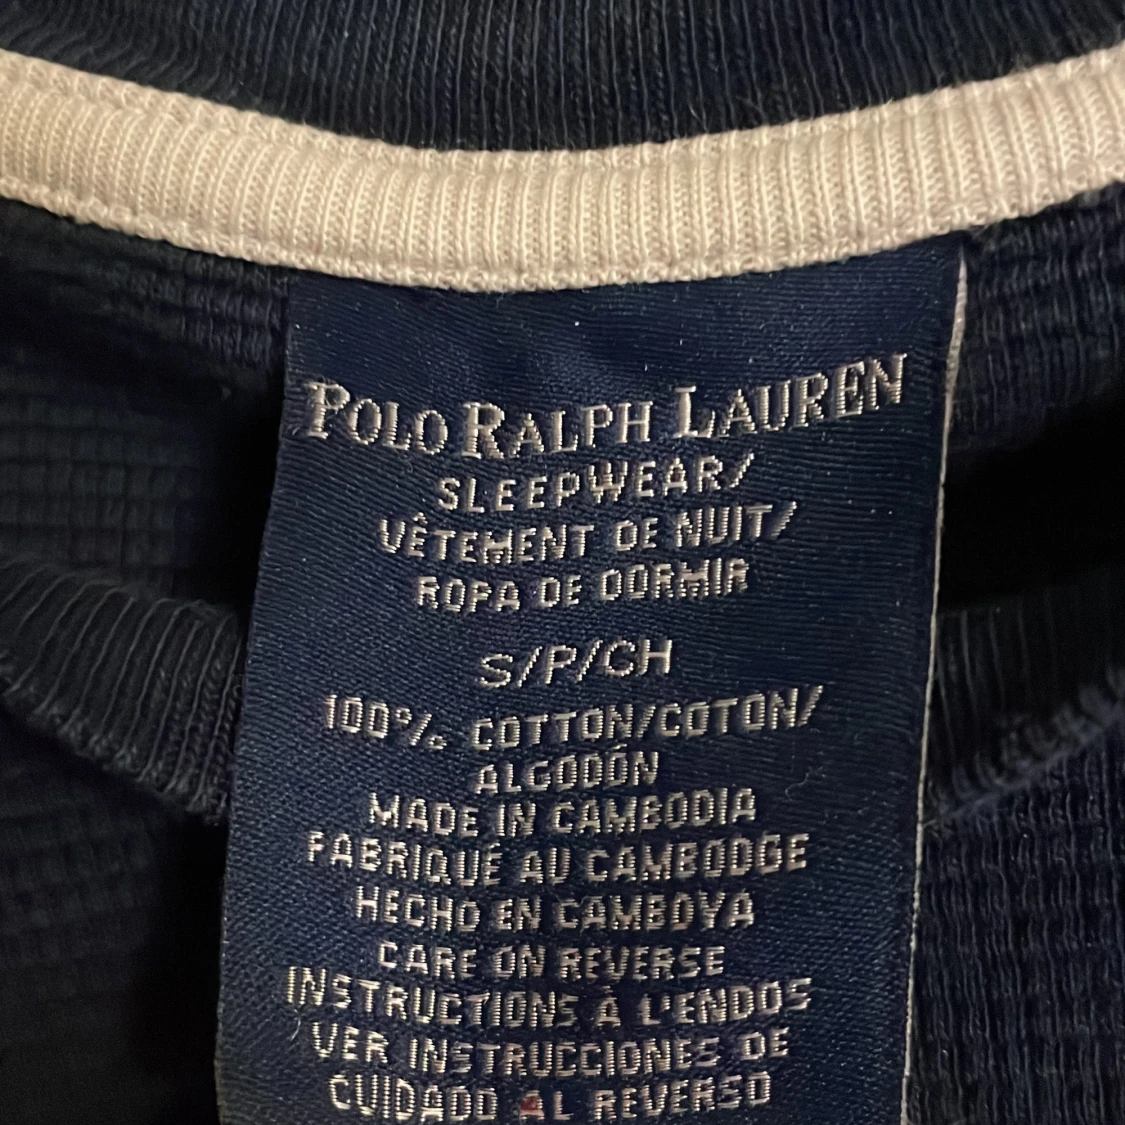 POLO RALPH LAUREN
SLEEPWEAR/
VÊTEMENT DE NUIT/
ROPA DE DORMIR
S/P/CH
100% COTTON/COTON/
ALGODÓN
MADE IN CAMBODIA
FABRIQUÉ AU CAMBODGE
HECHO EN CAMBOYA
CARE ON REVERSE
INSTRUCTIONS À L'ENDOS
VER INSTRUCCIONES DE
CUIDADO AL REVERSO